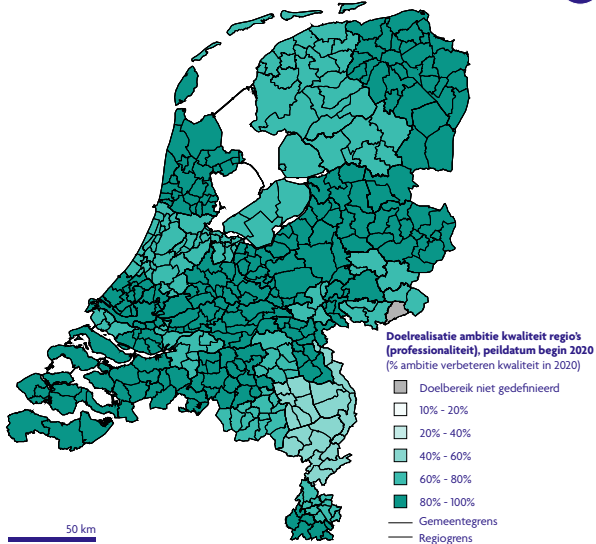 Doelrealisatie ambitie kwaliteit regio's
(professionaliteit), peildatum begin 2020
(% ambitie verbeteren kwaliteit in 2020)
Doelbereik niet gedefinieerd
10% - 20%
20% - 40%
40% - 60%
60% - 80%
80% - 100%
Gemeentegrens
Regiogrens
50 km